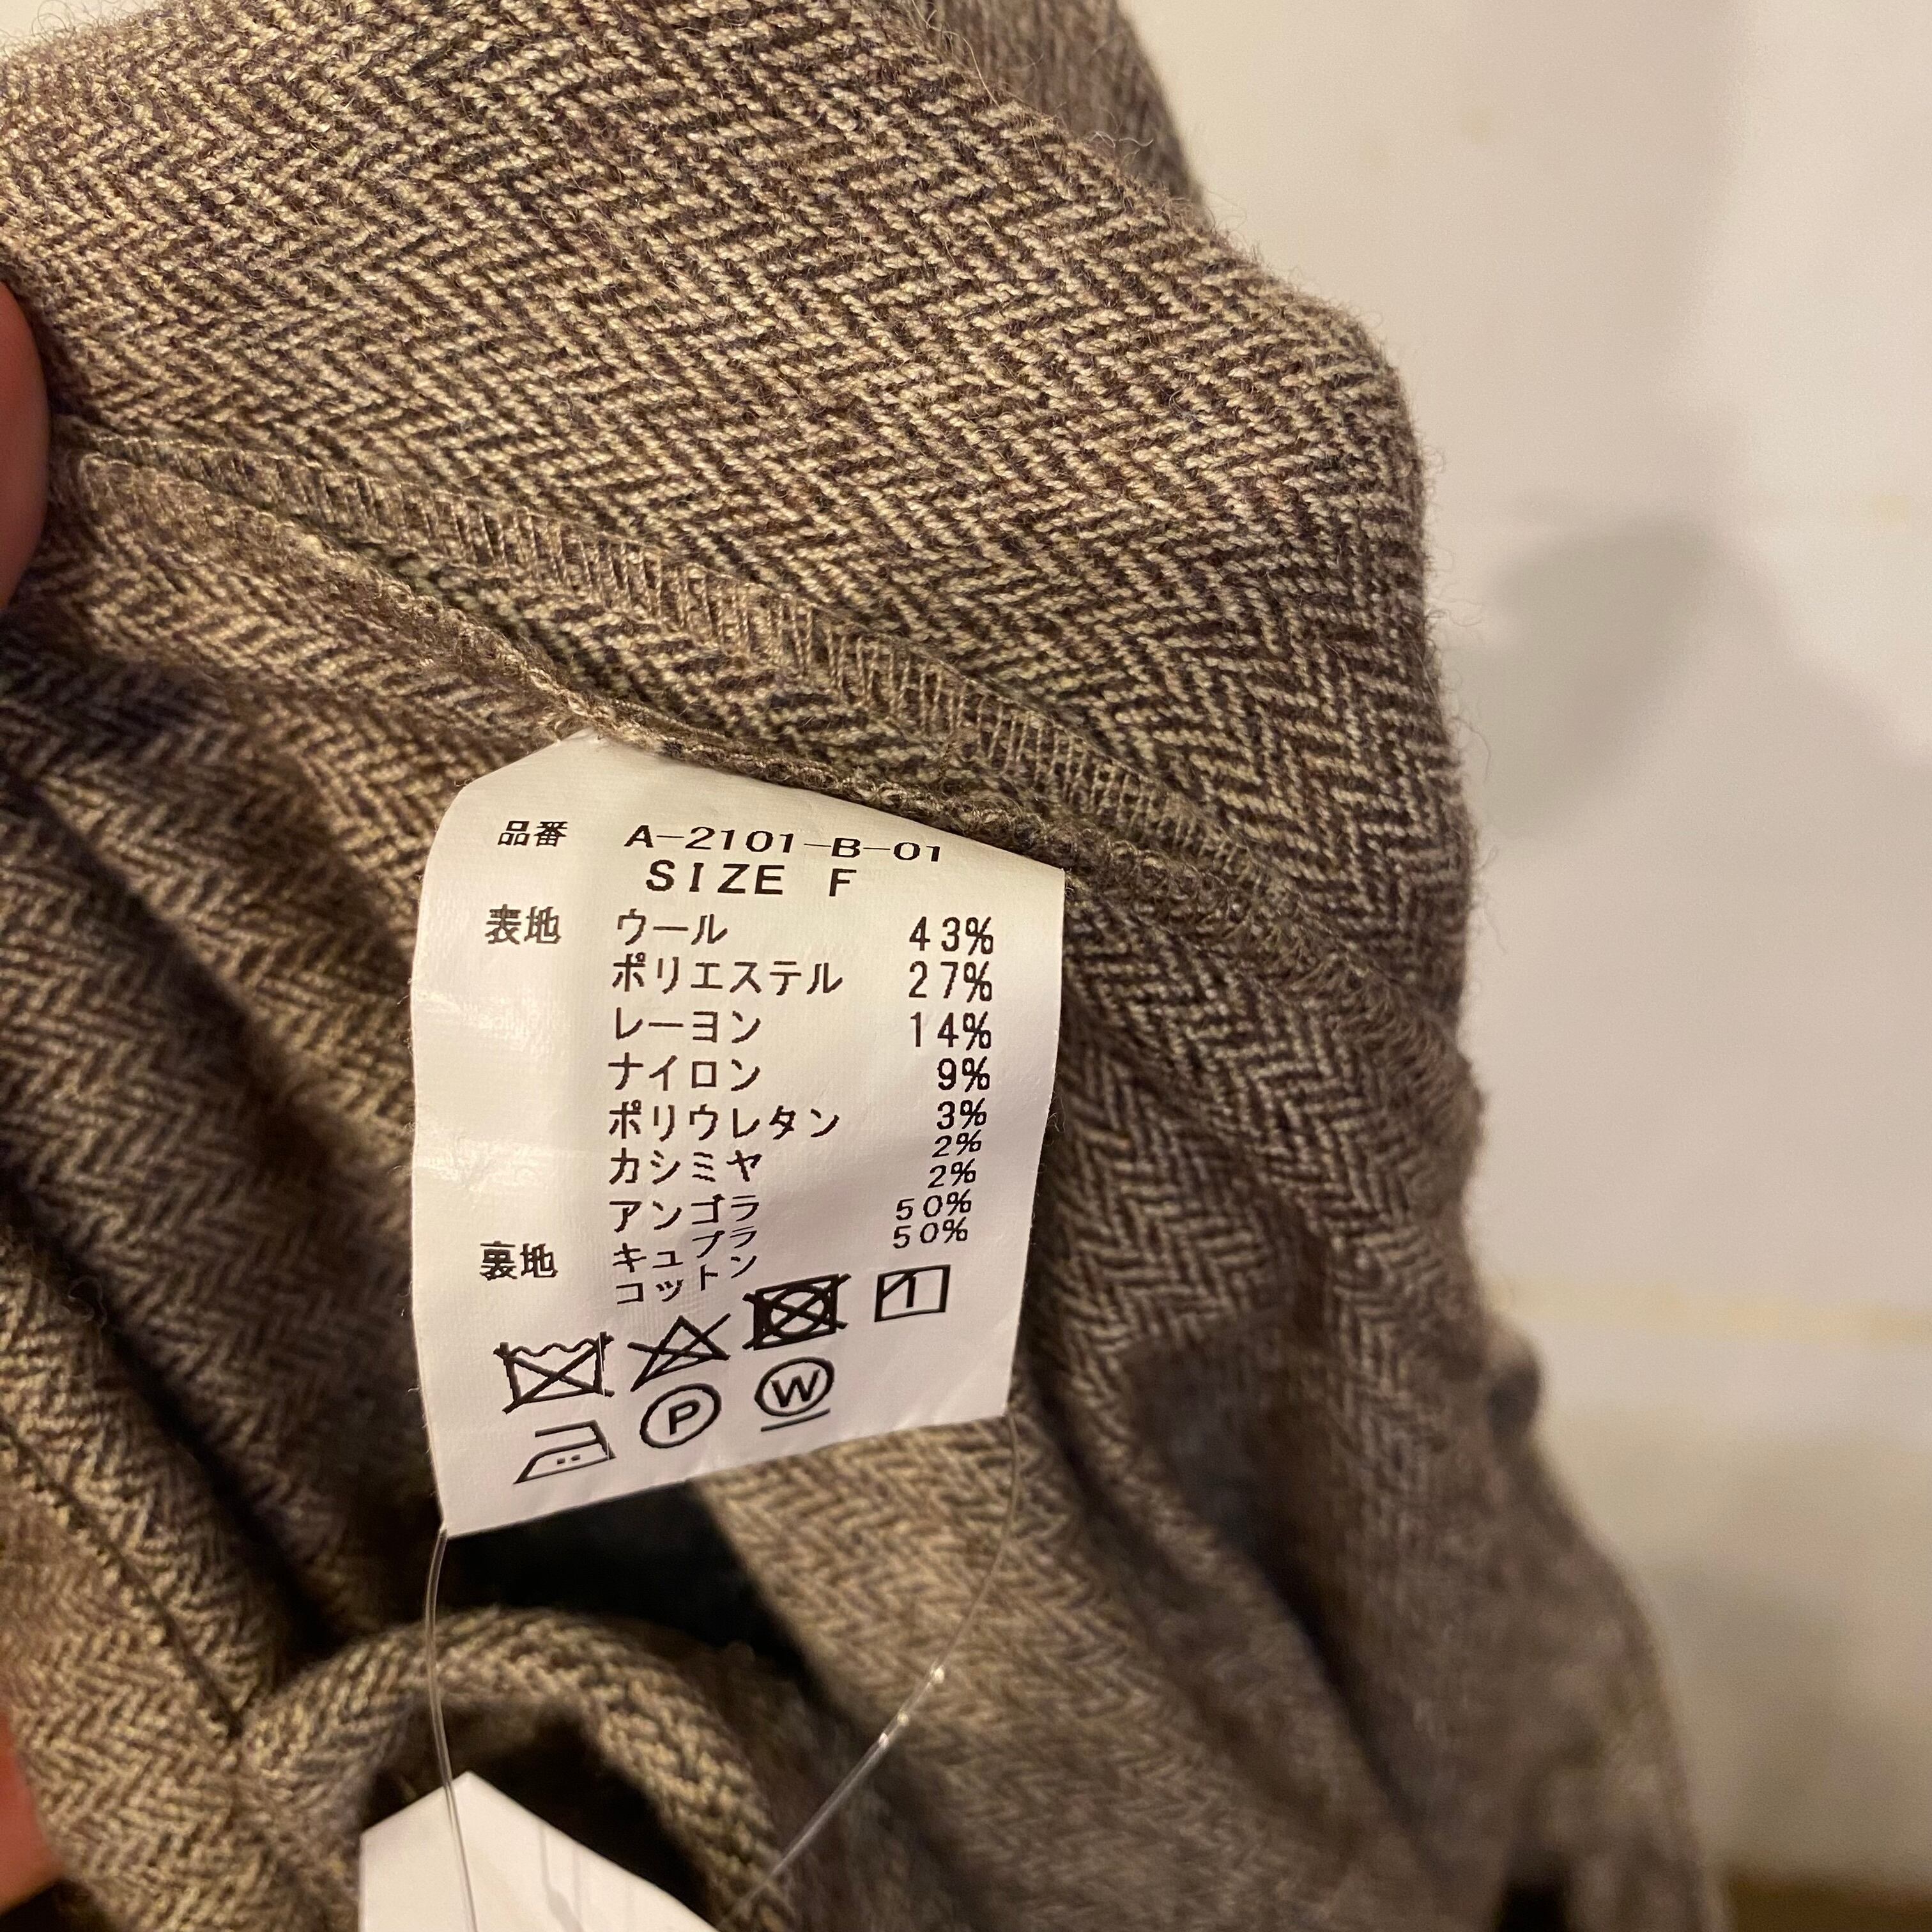 品番 A-2101-B-01
SIZE F
表地 ウール 43%
ポリエステル 27%
レーヨン 14%
ナイロン 9%
ポリウレタン 3%
カシミヤ 2%
アンゴラ 2%
裏地 キュプラ 50%
コットン 50%
P W